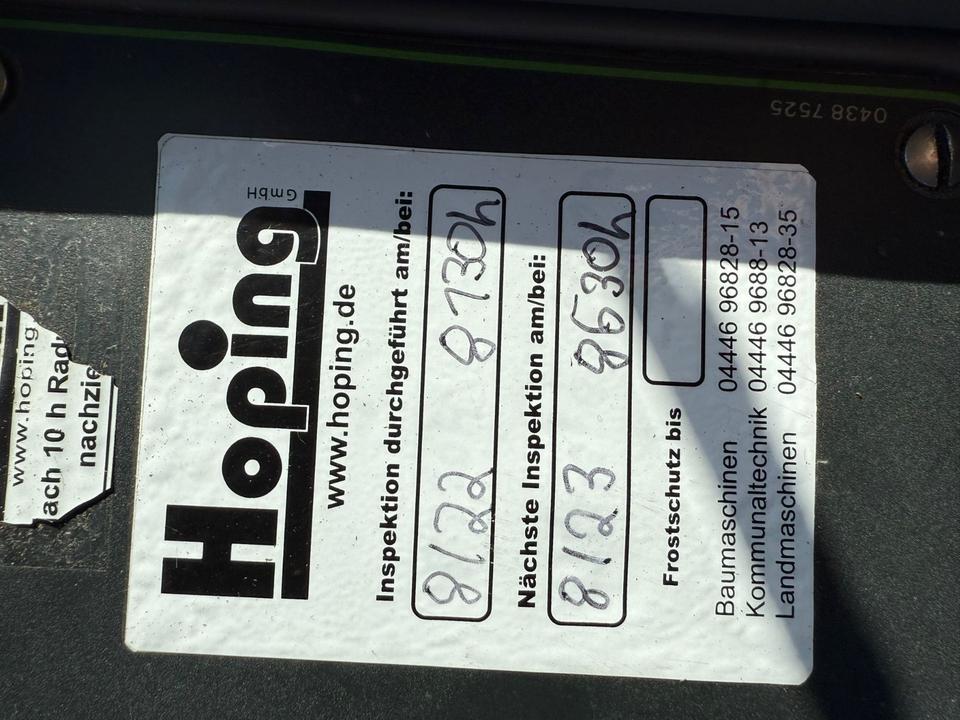 0438 7525
Hoping
GmbH
www.hoping.de
Inspektion durchgeführt am/bei:
8/22 8130h
Nächste Inspektion am/bei:
8/23 8630h
Frostschutz bis
Baumaschinen 04446 96828-15
Kommunaltechnik 04446 9688-13
Landmaschinen 04446 96828-35
www.hoping
ach 10 h Rad
nachzie